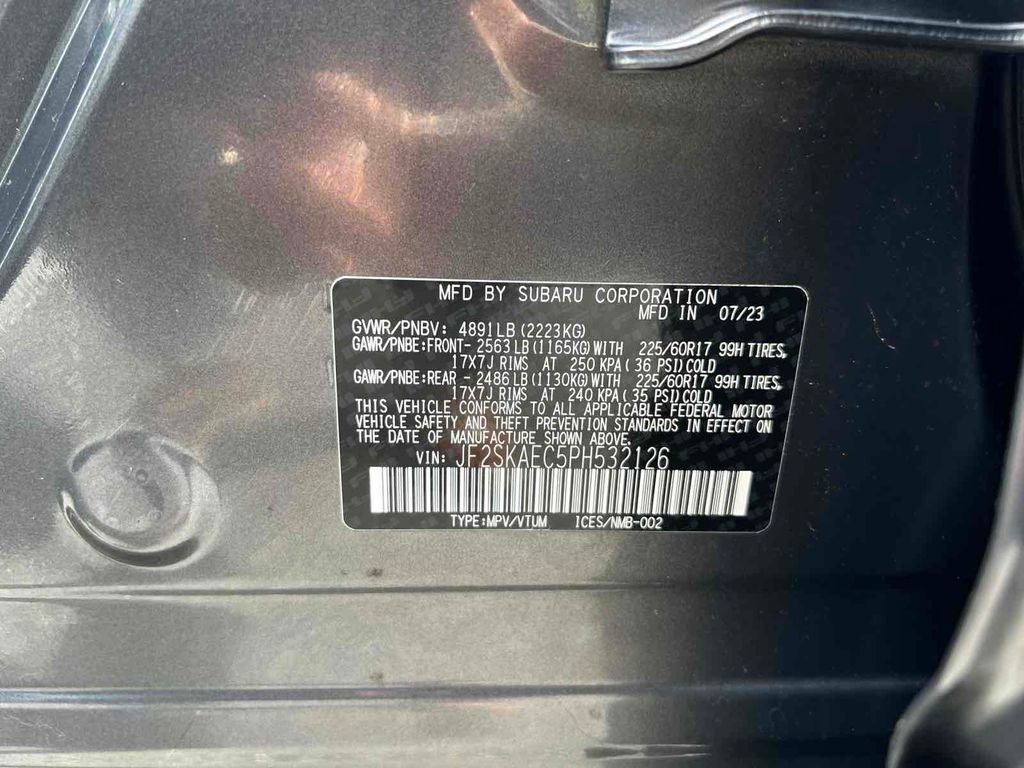 MFD BY SUBARU CORPORATION
MFD IN 07/23
GVWR/PNBV: 4891LB(2223KG)
GAWR/PNBE:FRONT- 2563LB(1165KG)WITH 225/60R17 99H TIRES,
17X7J RIMS AT 250 KPA(36 PSI)COLD
GAWR/PNBE:REAR - 2486LB(1130KG)WITH 225/60R17 99H TIRES,
17X7J RIMS AT 240 KPA(35 PSI)COLD
THIS VEHICLE CONFORMS TO ALL APPLICABLE FEDERAL MOTOR
VEHICLE SAFETY AND THEFT PREVENTION STANDARDS IN EFFECT ON
THE DATE OF MANUFACTURE SHOWN ABOVE.
VIN: JF2SKAEC5PH532126
TYPE:MPV/VTUM ICES/NMB-002